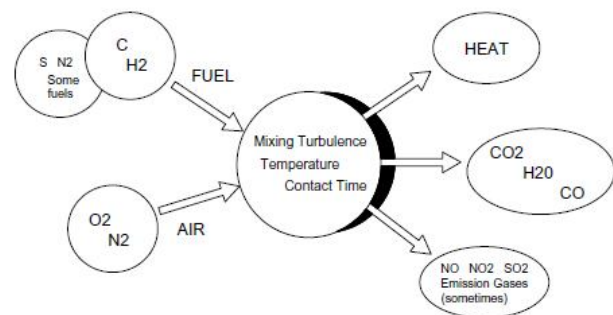 S N2
Some
fuels
C
H2
FUEL
O2
N2
AIR
Mixing Turbulence
Temperature
Contact Time
HEAT
CO2
H20
CO
NO NO2 SO2
Emission Gases
(sometimes)